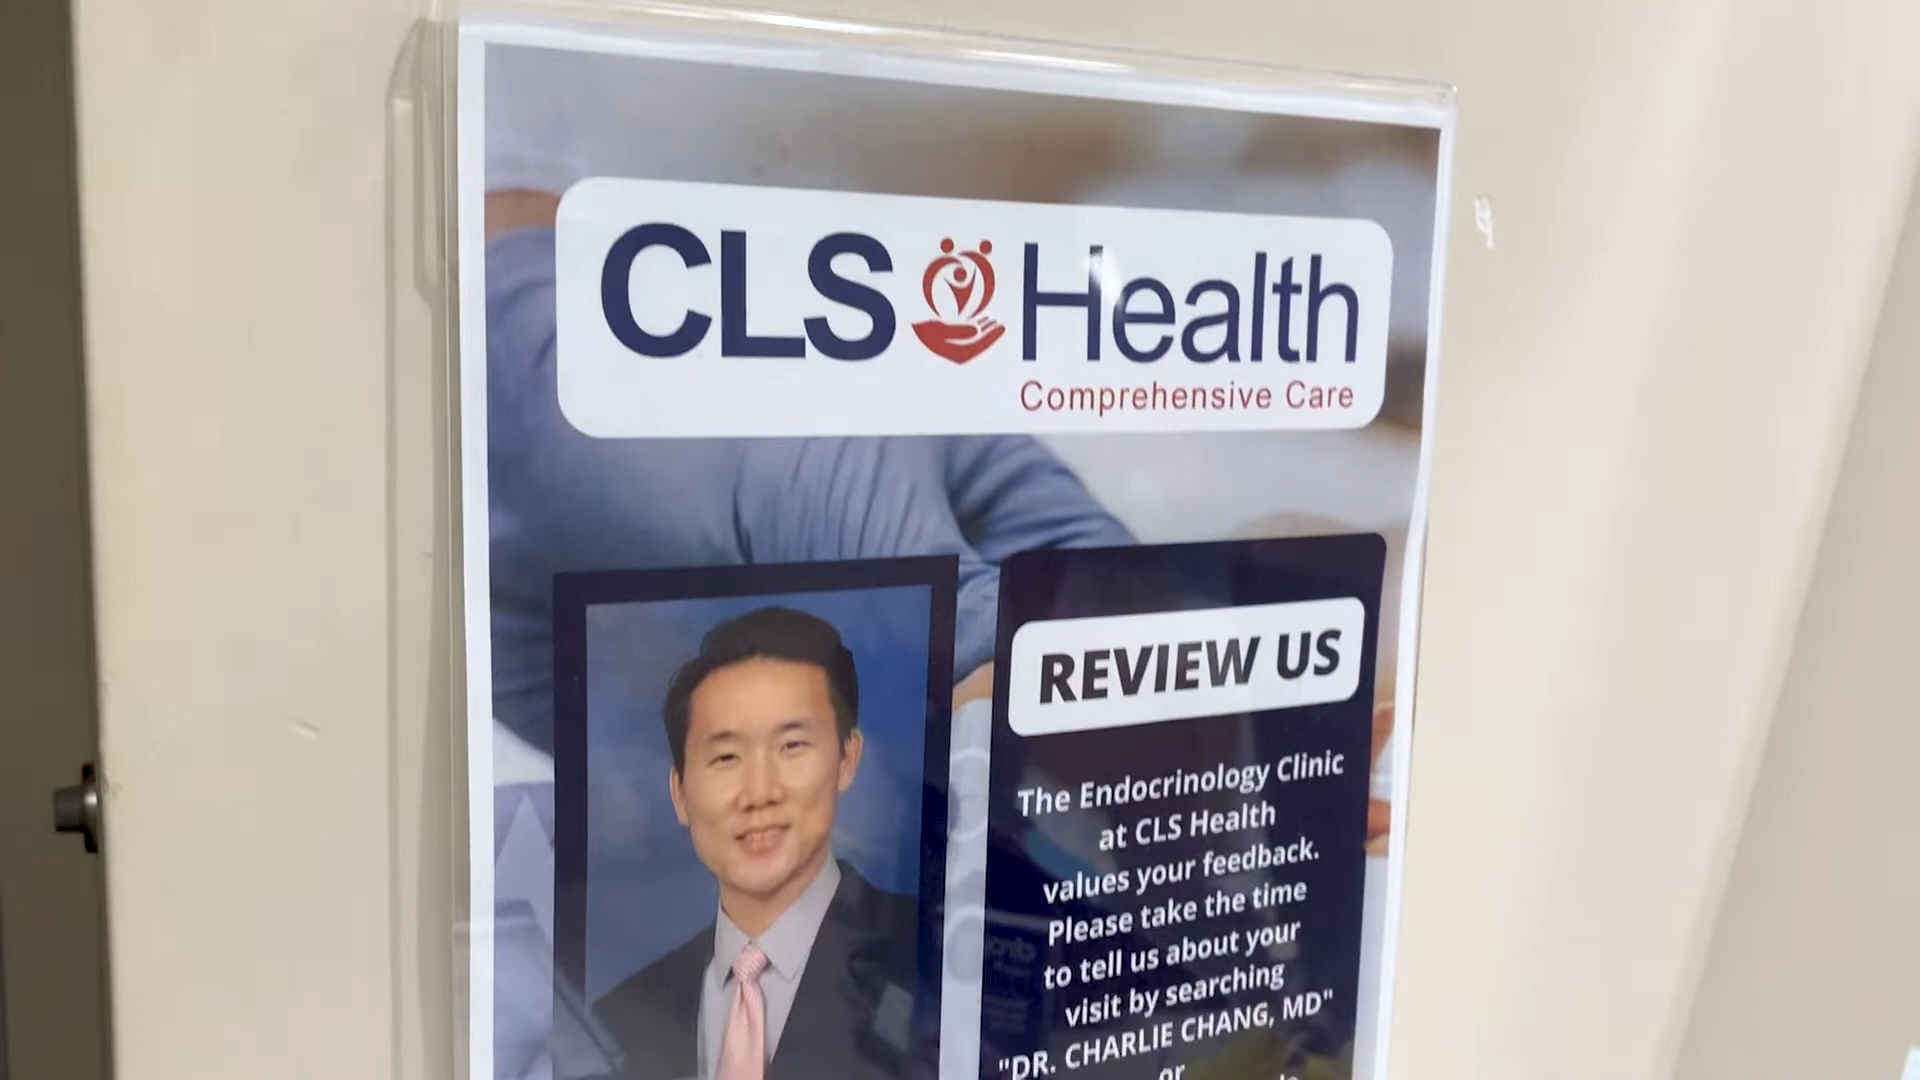 CLS Health
Comprehensive Care
REVIEW US
The Endocrinology Clinic
at CLS Health
values your feedback.
Please take the time
to tell us about your
visit by searching
"DR. CHARLIE CHANG, MD"
or